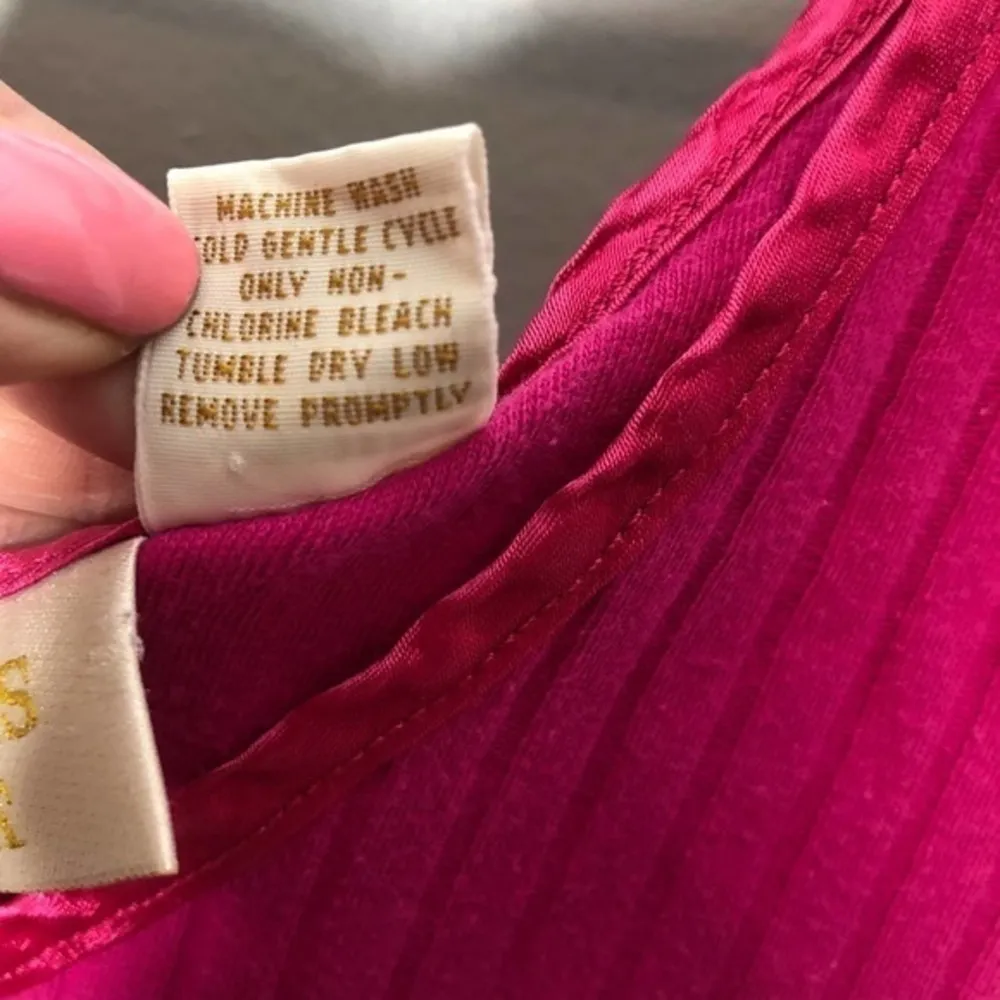 MACHINE WASH
COLD GENTLE CYCLE
ONLY NON-
CHLORINE BLEACH
TUMBLE DRY LOW
REMOVE PROMPTLY
S